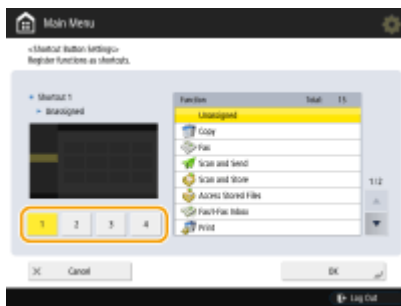 Main Menu
<Shortcut Button Settings>
Register functions as shortcuts.
Shortcut 1
Unassigned
Function Total 15
Unassigned
Copy
Fax
Scan and Send
Scan and Store
Access Stored Files
Fax/I-Fax Inbox
Print
1/2
1 2 3 4
Cancel
OK
Log Out